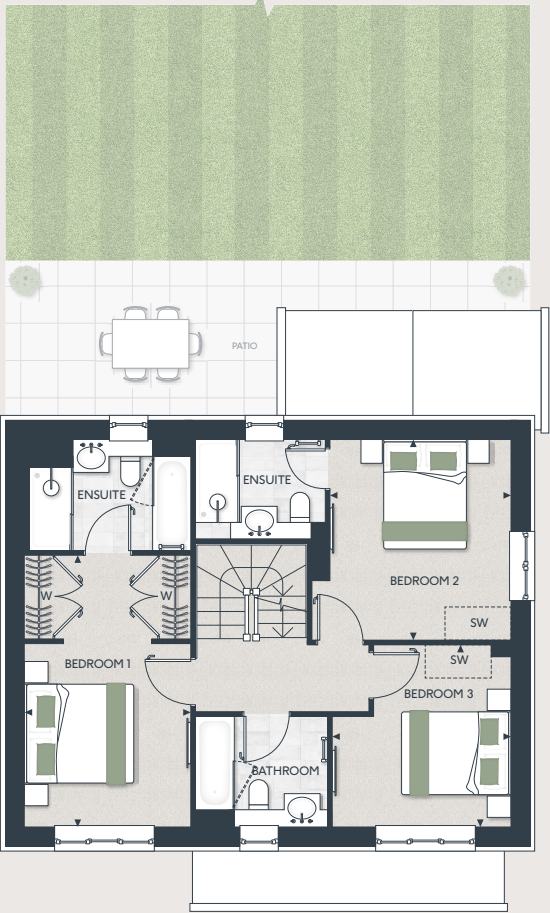 PATIO
ENSUITE
ENSUITE
BEDROOM 2
W
W
SW
BEDROOM 1
SW
BEDROOM 3
BATHROOM